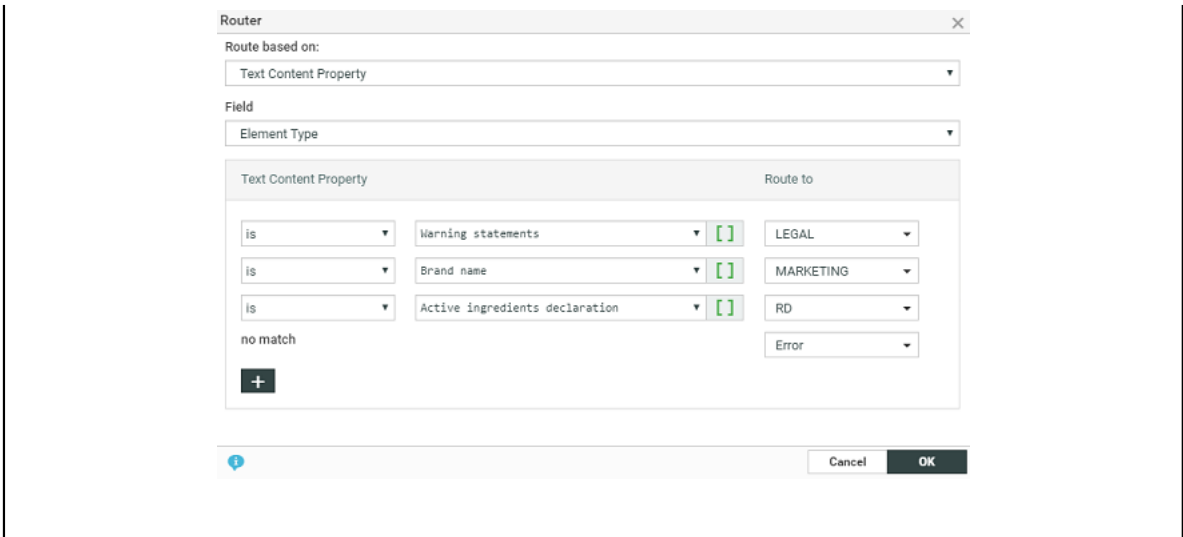 Router
Route based on:
Text Content Property
Field
Element Type
Text Content Property Route to
is Warning statements [] LEGAL
is Brand name [] MARKETING
is Active ingredients declaration [] RD
no match Error
+
Cancel OK